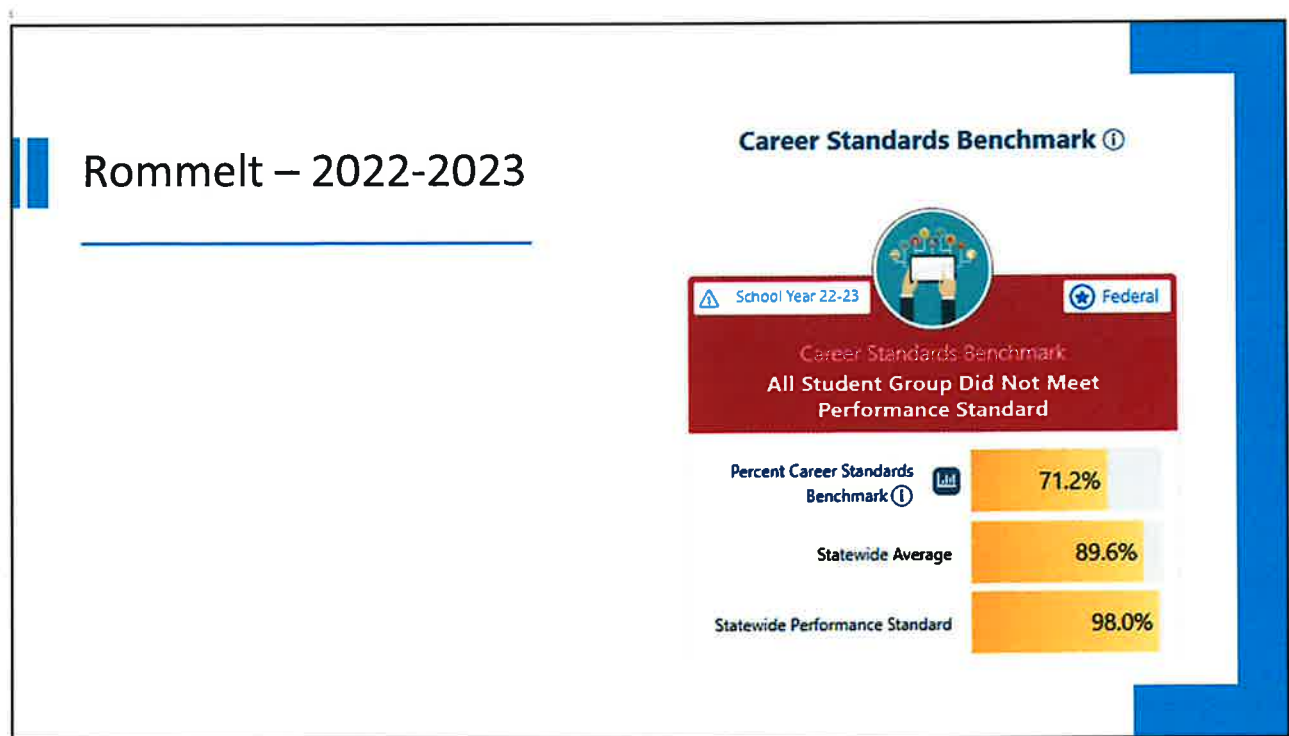 Rommelt – 2022-2023
Career Standards Benchmark ⓘ
School Year 22-23
Federal
Career Standards Benchmark
All Student Group Did Not Meet
Performance Standard
Percent Career Standards
Benchmark ⓘ
71.2%
Statewide Average
89.6%
Statewide Performance Standard
98.0%